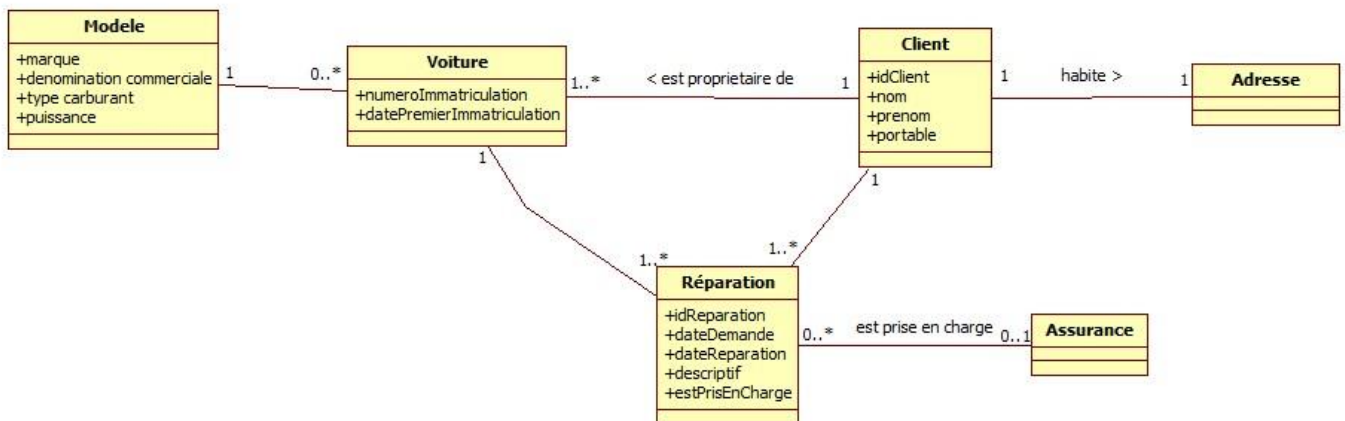 Modele
+marque
+denomination commerciale
+type carburant
+puissance
1
0..*
Voiture
+numeroImmatriculation
+datePremierImmatriculation
1..*
< est proprietaire de
1
Client
+idClient
+nom
+prenom
+portable
1
habite >
1
Adresse
1
1
1..*
1..*
Réparation
+idReparation
+dateDemande
+dateReparation
+descriptif
+estPrisEnCharge
0..*
est prise en charge
0..1
Assurance